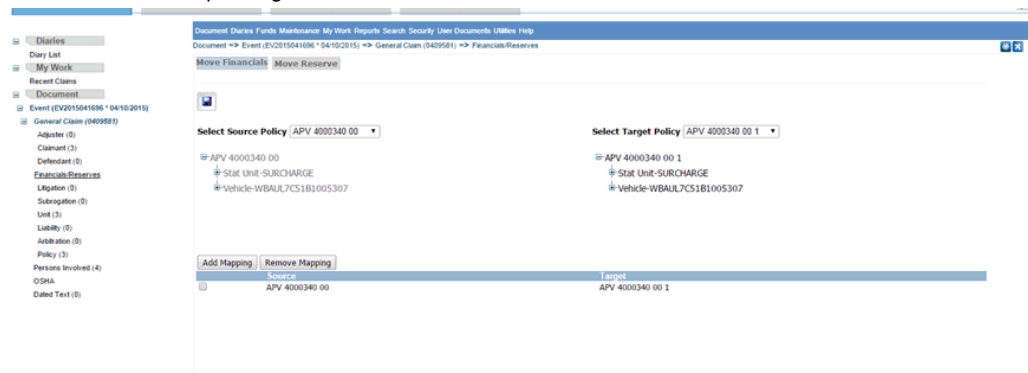 Document Diaries Funds Maintenance My Work Reports Search Security User Documents Utilities Help
Document => Event (EV2015041696 * 04/10/2015) => General Claim (0409581) => Financials/Reserves
Diaries
Diary List
My Work
Recent Claims
Document
Event (EV2015041696 * 04/10/2015)
General Claim (0409581)
Adjuster (0)
Claimant (3)
Defendant (0)
Financials/Reserves
Litigation (0)
Subrogation (0)
Unit (3)
Liability (0)
Arbitration (0)
Policy (3)
Persons Involved (4)
OSHA
Dated Text (0)
Move Financials Move Reserve
Select Source Policy APV 4000340 00
APV 4000340 00
Stat Unit-SURCHARGE
Vehicle-WBAUL7C51B1005307
Select Target Policy APV 4000340 00 1
APV 4000340 00 1
Stat Unit-SURCHARGE
Vehicle-WBAUL7C51B1005307
Add Mapping Remove Mapping
Source Target
APV 4000340 00 APV 4000340 00 1